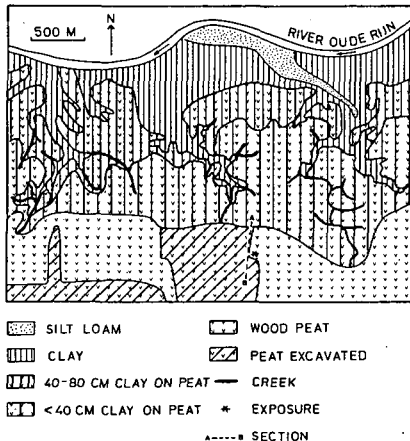 500 M
N
RIVER OUDE RIJN
SILT LOAM
CLAY
40-80 CM CLAY ON PEAT
<40 CM CLAY ON PEAT
WOOD PEAT
PEAT EXCAVATED
CREEK
EXPOSURE
A----B SECTION